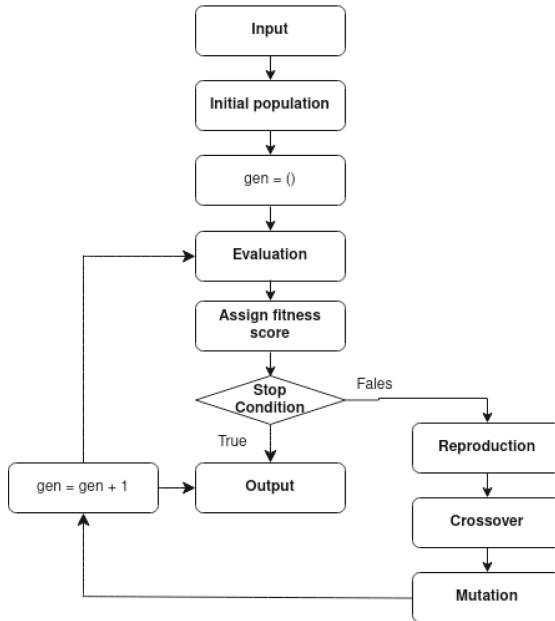 Input
Initial population
gen = ()
Evaluation
Assign fitness
score
Stop
Condition
Fales
True
Reproduction
gen = gen + 1
Output
Crossover
Mutation